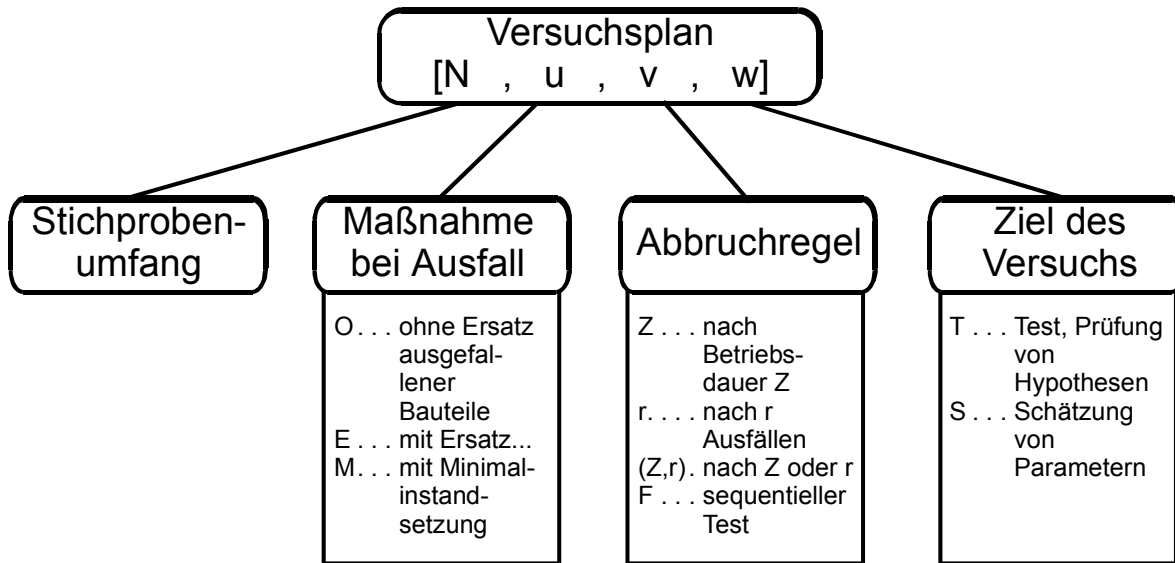 Versuchsplan
[N , u , v , w]
Stichproben-
umfang
Maßnahme
bei Ausfall
O . . . ohne Ersatz
ausgefal-
lener
Bauteile
E . . . mit Ersatz...
M . . . mit Minimal-
instand-
setzung
Abbruchregel
Z . . . nach
Betriebs-
dauer Z
r. . . . nach r
Ausfällen
(Z,r). nach Z oder r
F . . . sequentieller
Test
Ziel des
Versuchs
T . . . Test, Prüfung
von
Hypothesen
S . . . Schätzung
von
Parametern